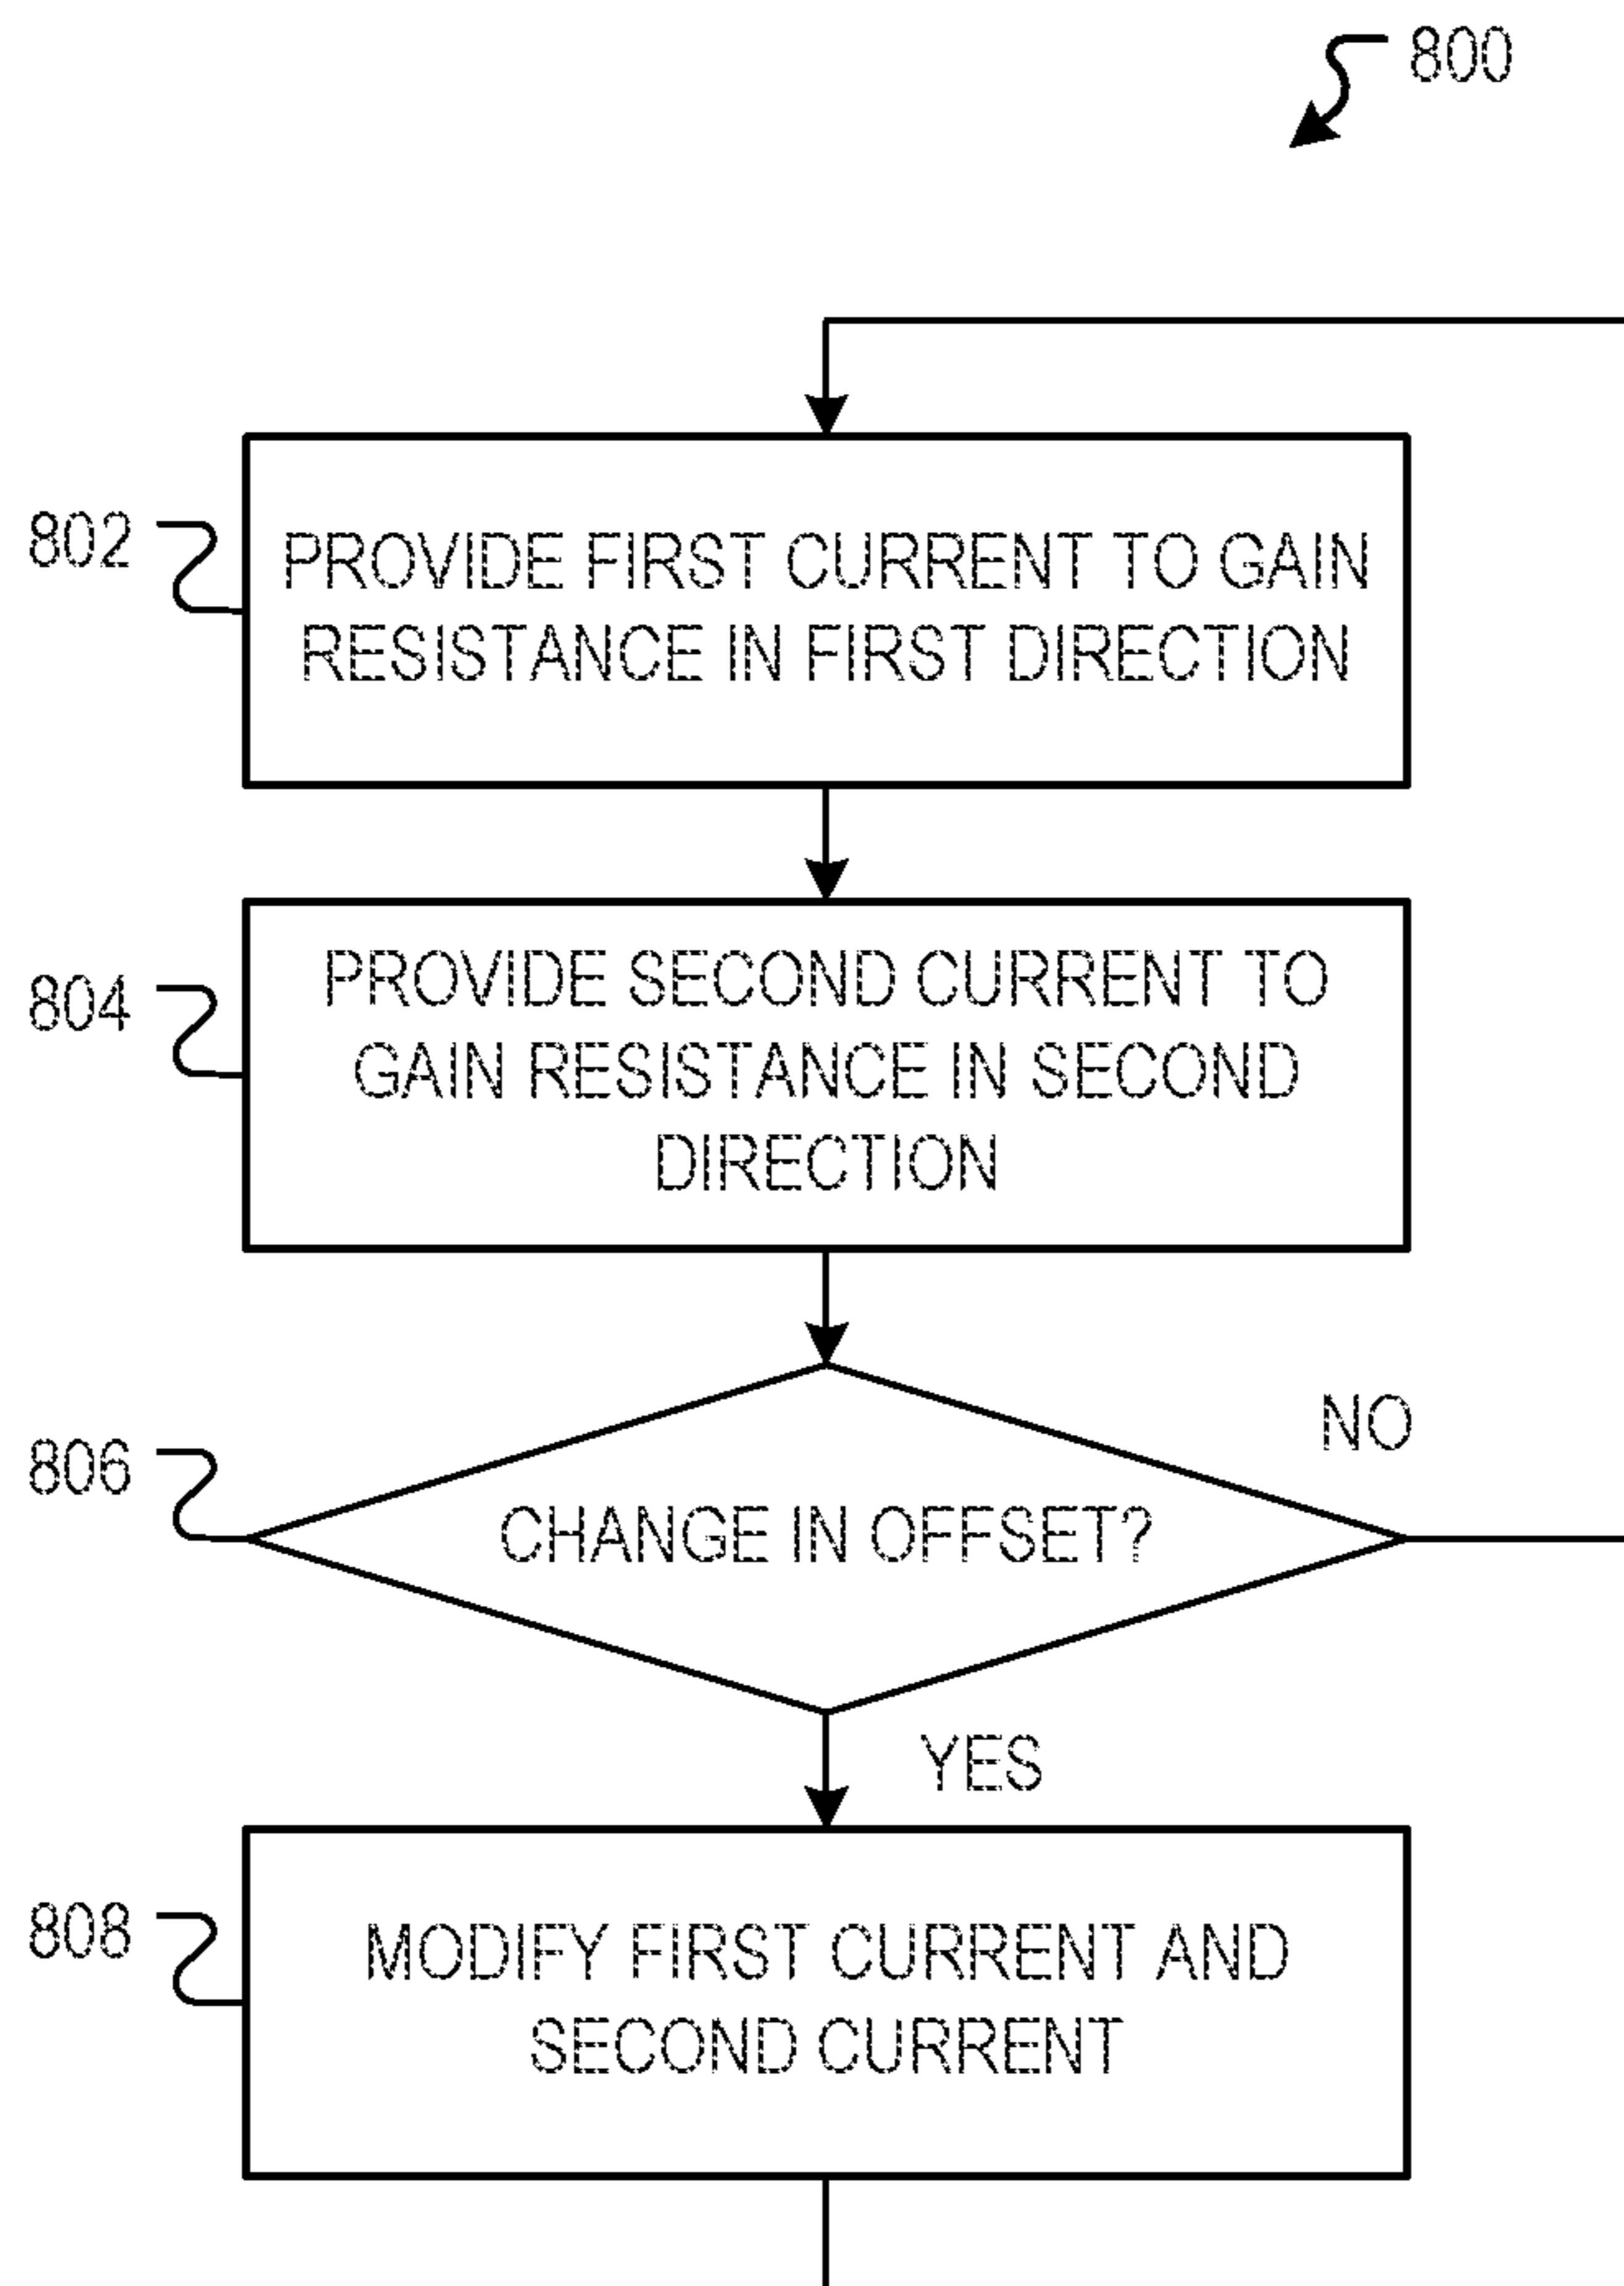 800
802
PROVIDE FIRST CURRENT TO GAIN
RESISTANCE IN FIRST DIRECTION
804
PROVIDE SECOND CURRENT TO
GAIN RESISTANCE IN SECOND
DIRECTION
806
CHANGE IN OFFSET?
NO
YES
808
MODIFY FIRST CURRENT AND
SECOND CURRENT